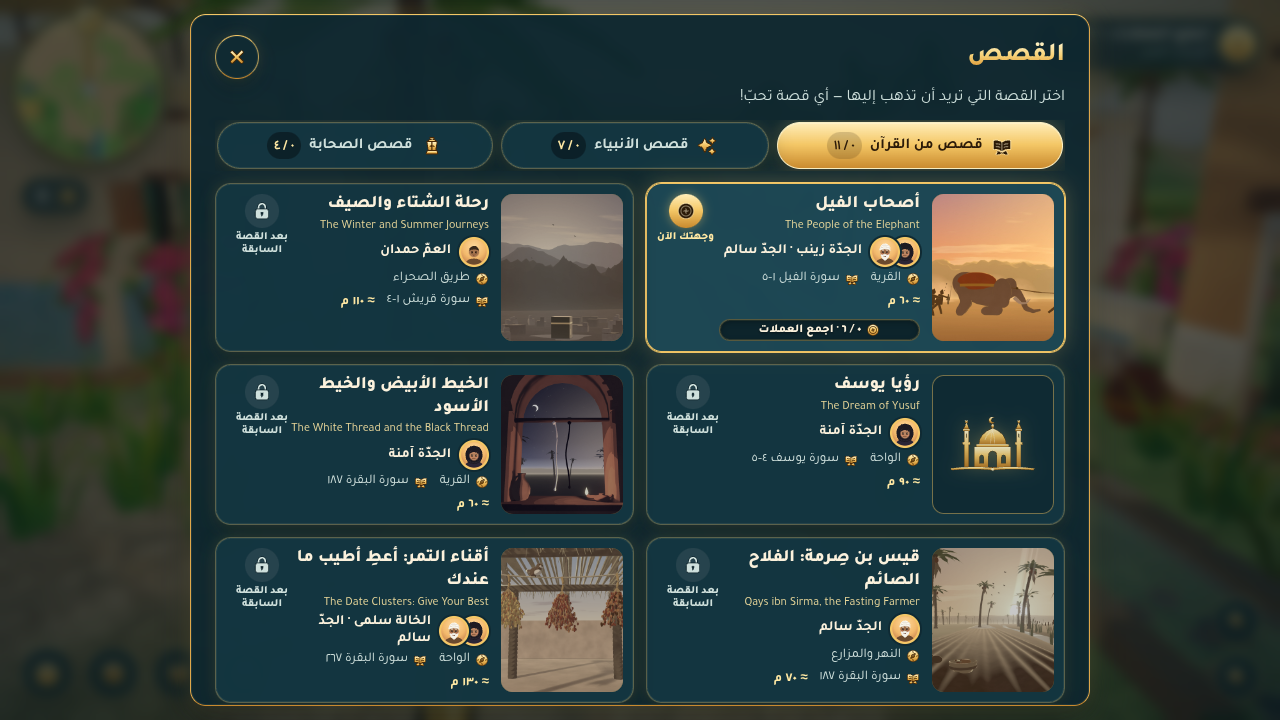 القصص
اختر القصة التي تريد أن تذهب إليها – أي قصة تحبّ!
قصص من القرآن ٠ / ١١
قصص الأنبياء ٠ / ٧
قصص الصحابة ٠ / ٤
أصحاب الفيل
The People of the Elephant
الجدّة زينب · الجدّ سالم
القرية سورة الفيل ١-٥
≈ ٦٠ م
٠ / ٦ · اجمع العملات
وجهتك الآن
رحلة الشتاء والصيف
The Winter and Summer Journeys
العمّ حمدان
طريق الصحراء
سورة قريش ١-٤ ≈ ١١٠ م
بعد القصة
السابقة
رؤيا يوسف
The Dream of Yusuf
الجدّة آمنة
الواحة سورة يوسف ٤-٥
≈ ٩٠ م
بعد القصة
السابقة
الخيط الأبيض والخيط
الأسود
The White Thread and the Black Thread
الجدّة آمنة
القرية سورة البقرة ١٨٧
≈ ٦٠ م
بعد القصة
السابقة
قيس بن صِرمة: الفلاح
الصائم
Qays ibn Sirma, the Fasting Farmer
الجدّ سالم
النهر والمزارع
سورة البقرة ١٨٧ ≈ ٧٠ م
بعد القصة
السابقة
أقناء التمر: أعطِ أطيب ما
عندك
The Date Clusters: Give Your Best
الخالة سلمى · الجدّ
سالم
الواحة سورة البقرة ٢٦٧
≈ ١٣٠ م
بعد القصة
السابقة